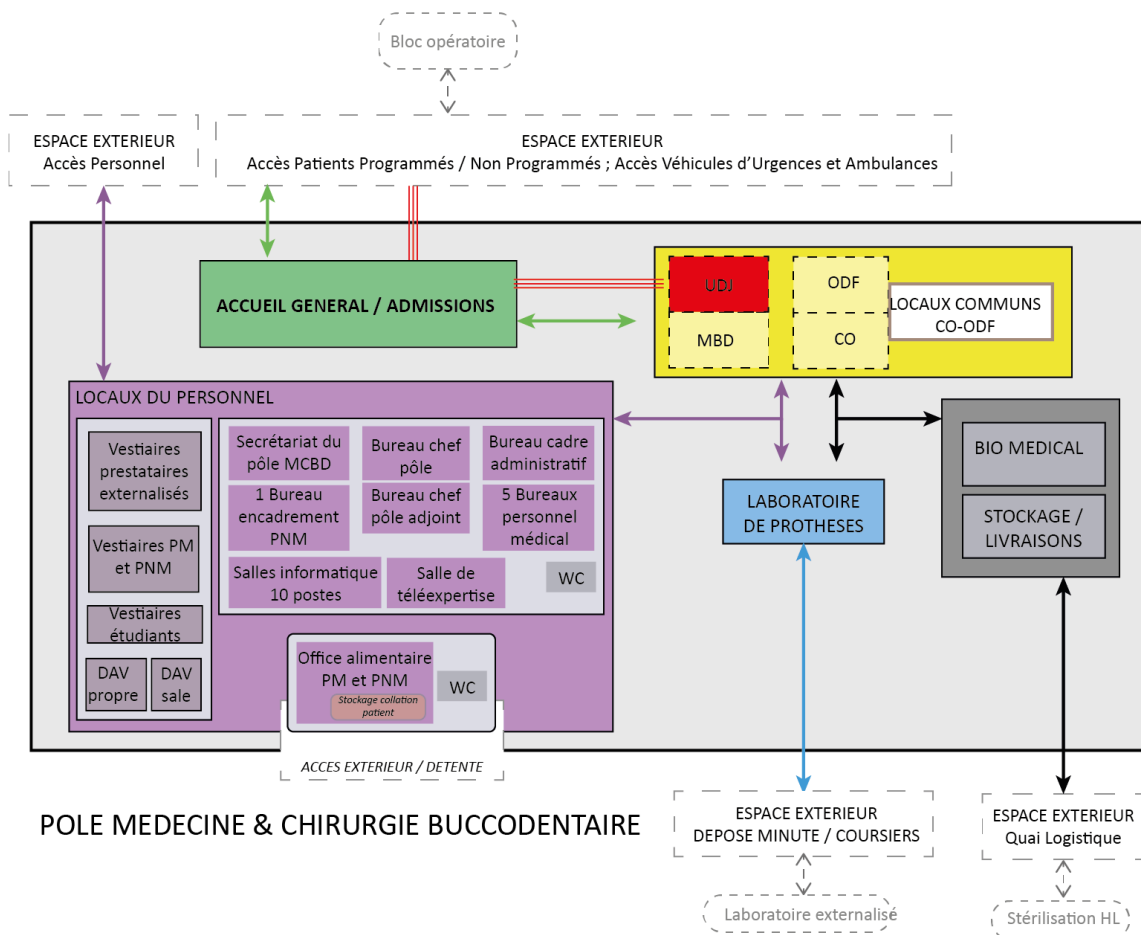 Bloc opératoire
ESPACE EXTERIEUR
Accès Personnel
ESPACE EXTERIEUR
Accès Patients Programmés / Non Programmés ; Accès Véhicules d’Urgences et Ambulances
ACCUEIL GENERAL / ADMISSIONS
UDJ
MBD
ODF
CO
LOCAUX COMMUNS
CO-ODF
LOCAUX DU PERSONNEL
Vestiaires
prestataires
externalisés
Vestiaires PM
et PNM
Vestiaires
étudiants
DAV
propre
DAV
sale
Secrétariat du
pôle MCBD
Bureau chef
pôle
Bureau cadre
administratif
1 Bureau
encadrement
PNM
Bureau chef
pôle adjoint
5 Bureaux
personnel
médical
Salles informatique
10 postes
Salle de
téléexpertise
WC
Office alimentaire
PM et PNM
Stockage collation
patient
WC
ACCES EXTERIEUR / DETENTE
LABORATOIRE
DE PROTHESES
BIO MEDICAL
STOCKAGE /
LIVRAISONS
POLE MEDECINE & CHIRURGIE BUCCODENTAIRE
ESPACE EXTERIEUR
DEPOSE MINUTE / COURSIERS
Laboratoire externalisé
ESPACE EXTERIEUR
Quai Logistique
Stérilisation HL